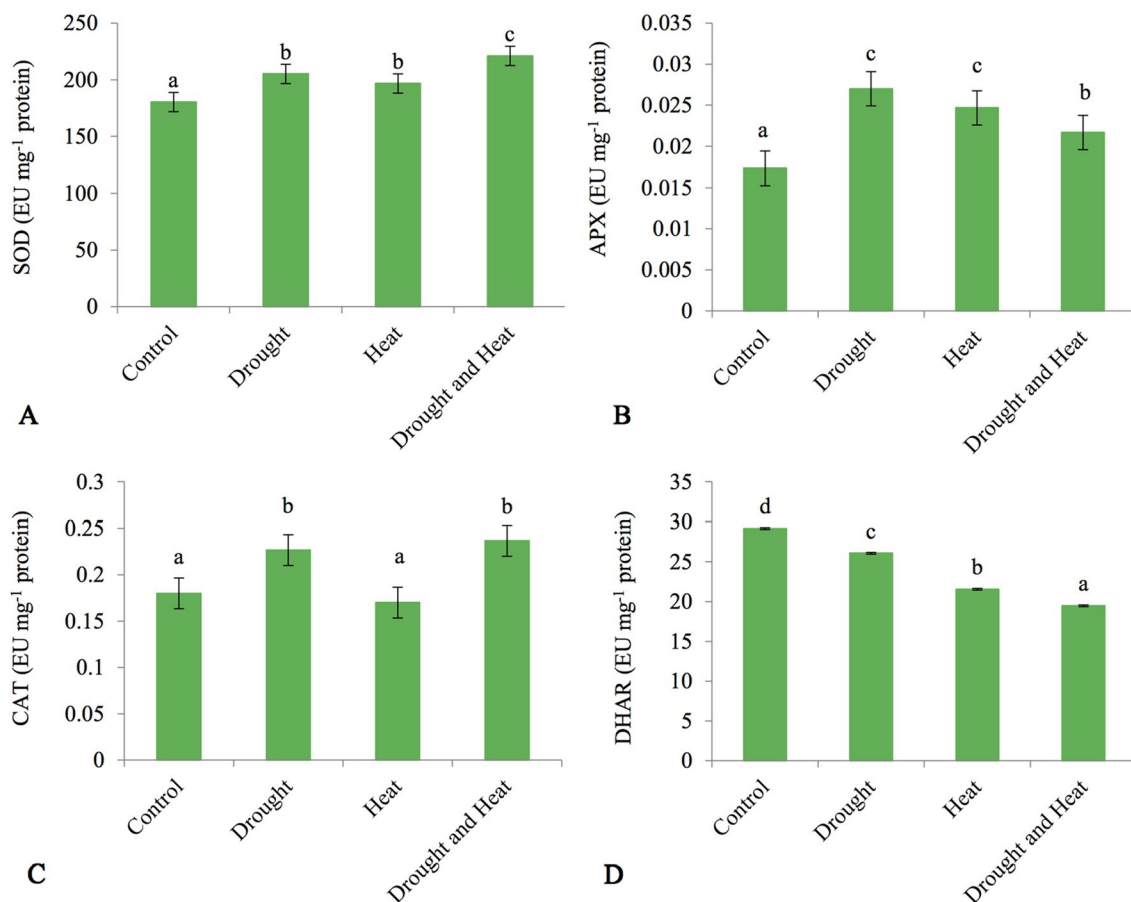 SOD (EU mg⁻¹ protein)
250
200
150
100
50
0
a
b
b
c
Control
Drought
Heat
Drought and Heat
A
APX (EU mg⁻¹ protein)
0.035
0.03
0.025
0.02
0.015
0.01
0.005
0
a
c
c
b
Control
Drought
Heat
Drought and Heat
B
CAT (EU mg⁻¹ protein)
0.3
0.25
0.2
0.15
0.1
0.05
0
a
b
a
b
Control
Drought
Heat
Drought and Heat
C
DHAR (EU mg⁻¹ protein)
35
30
25
20
15
10
5
0
d
c
b
a
Control
Drought
Heat
Drought and Heat
D